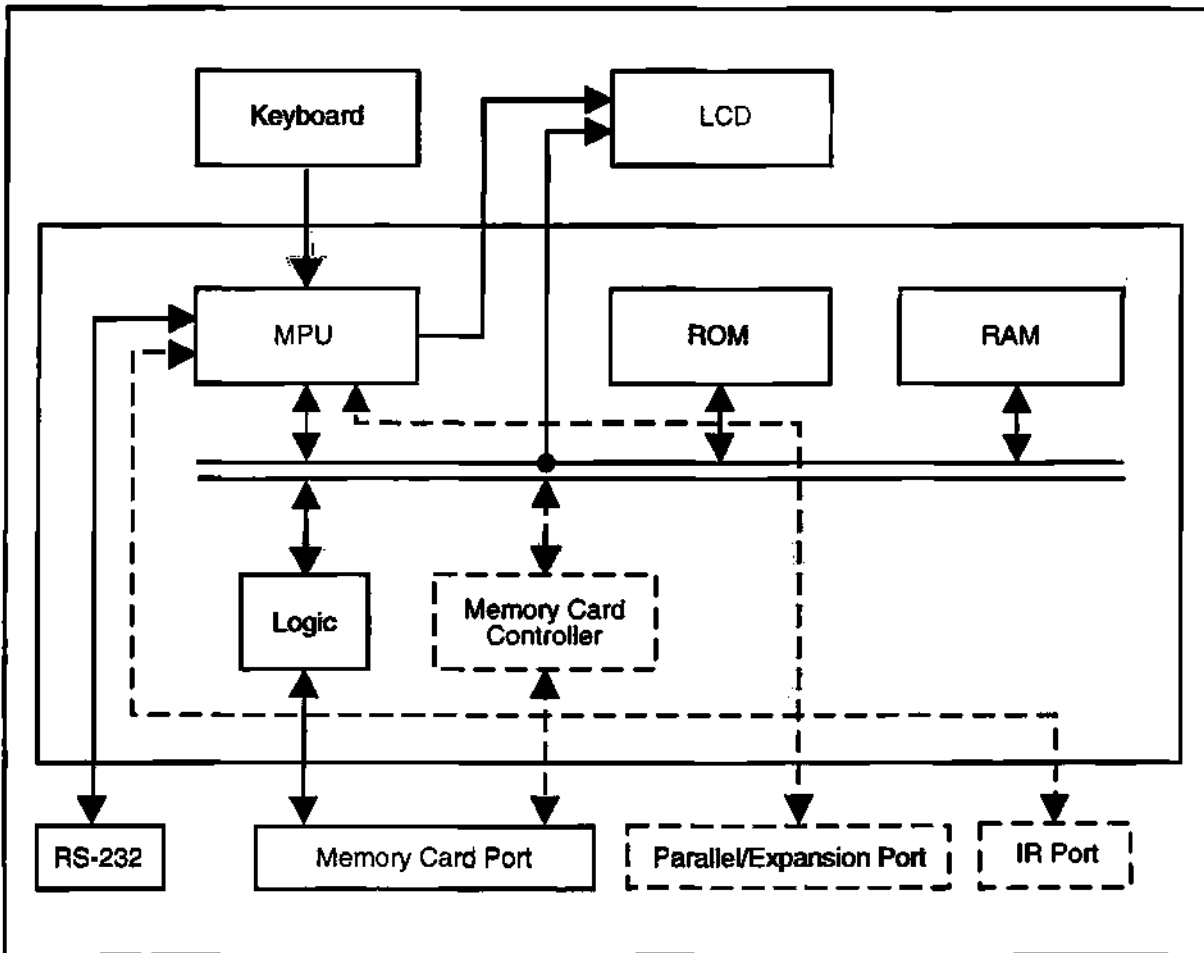 Keyboard
LCD
MPU
ROM
RAM
Logic
Memory Card
Controller
RS-232
Memory Card Port
Parallel/Expansion Port
IR Port